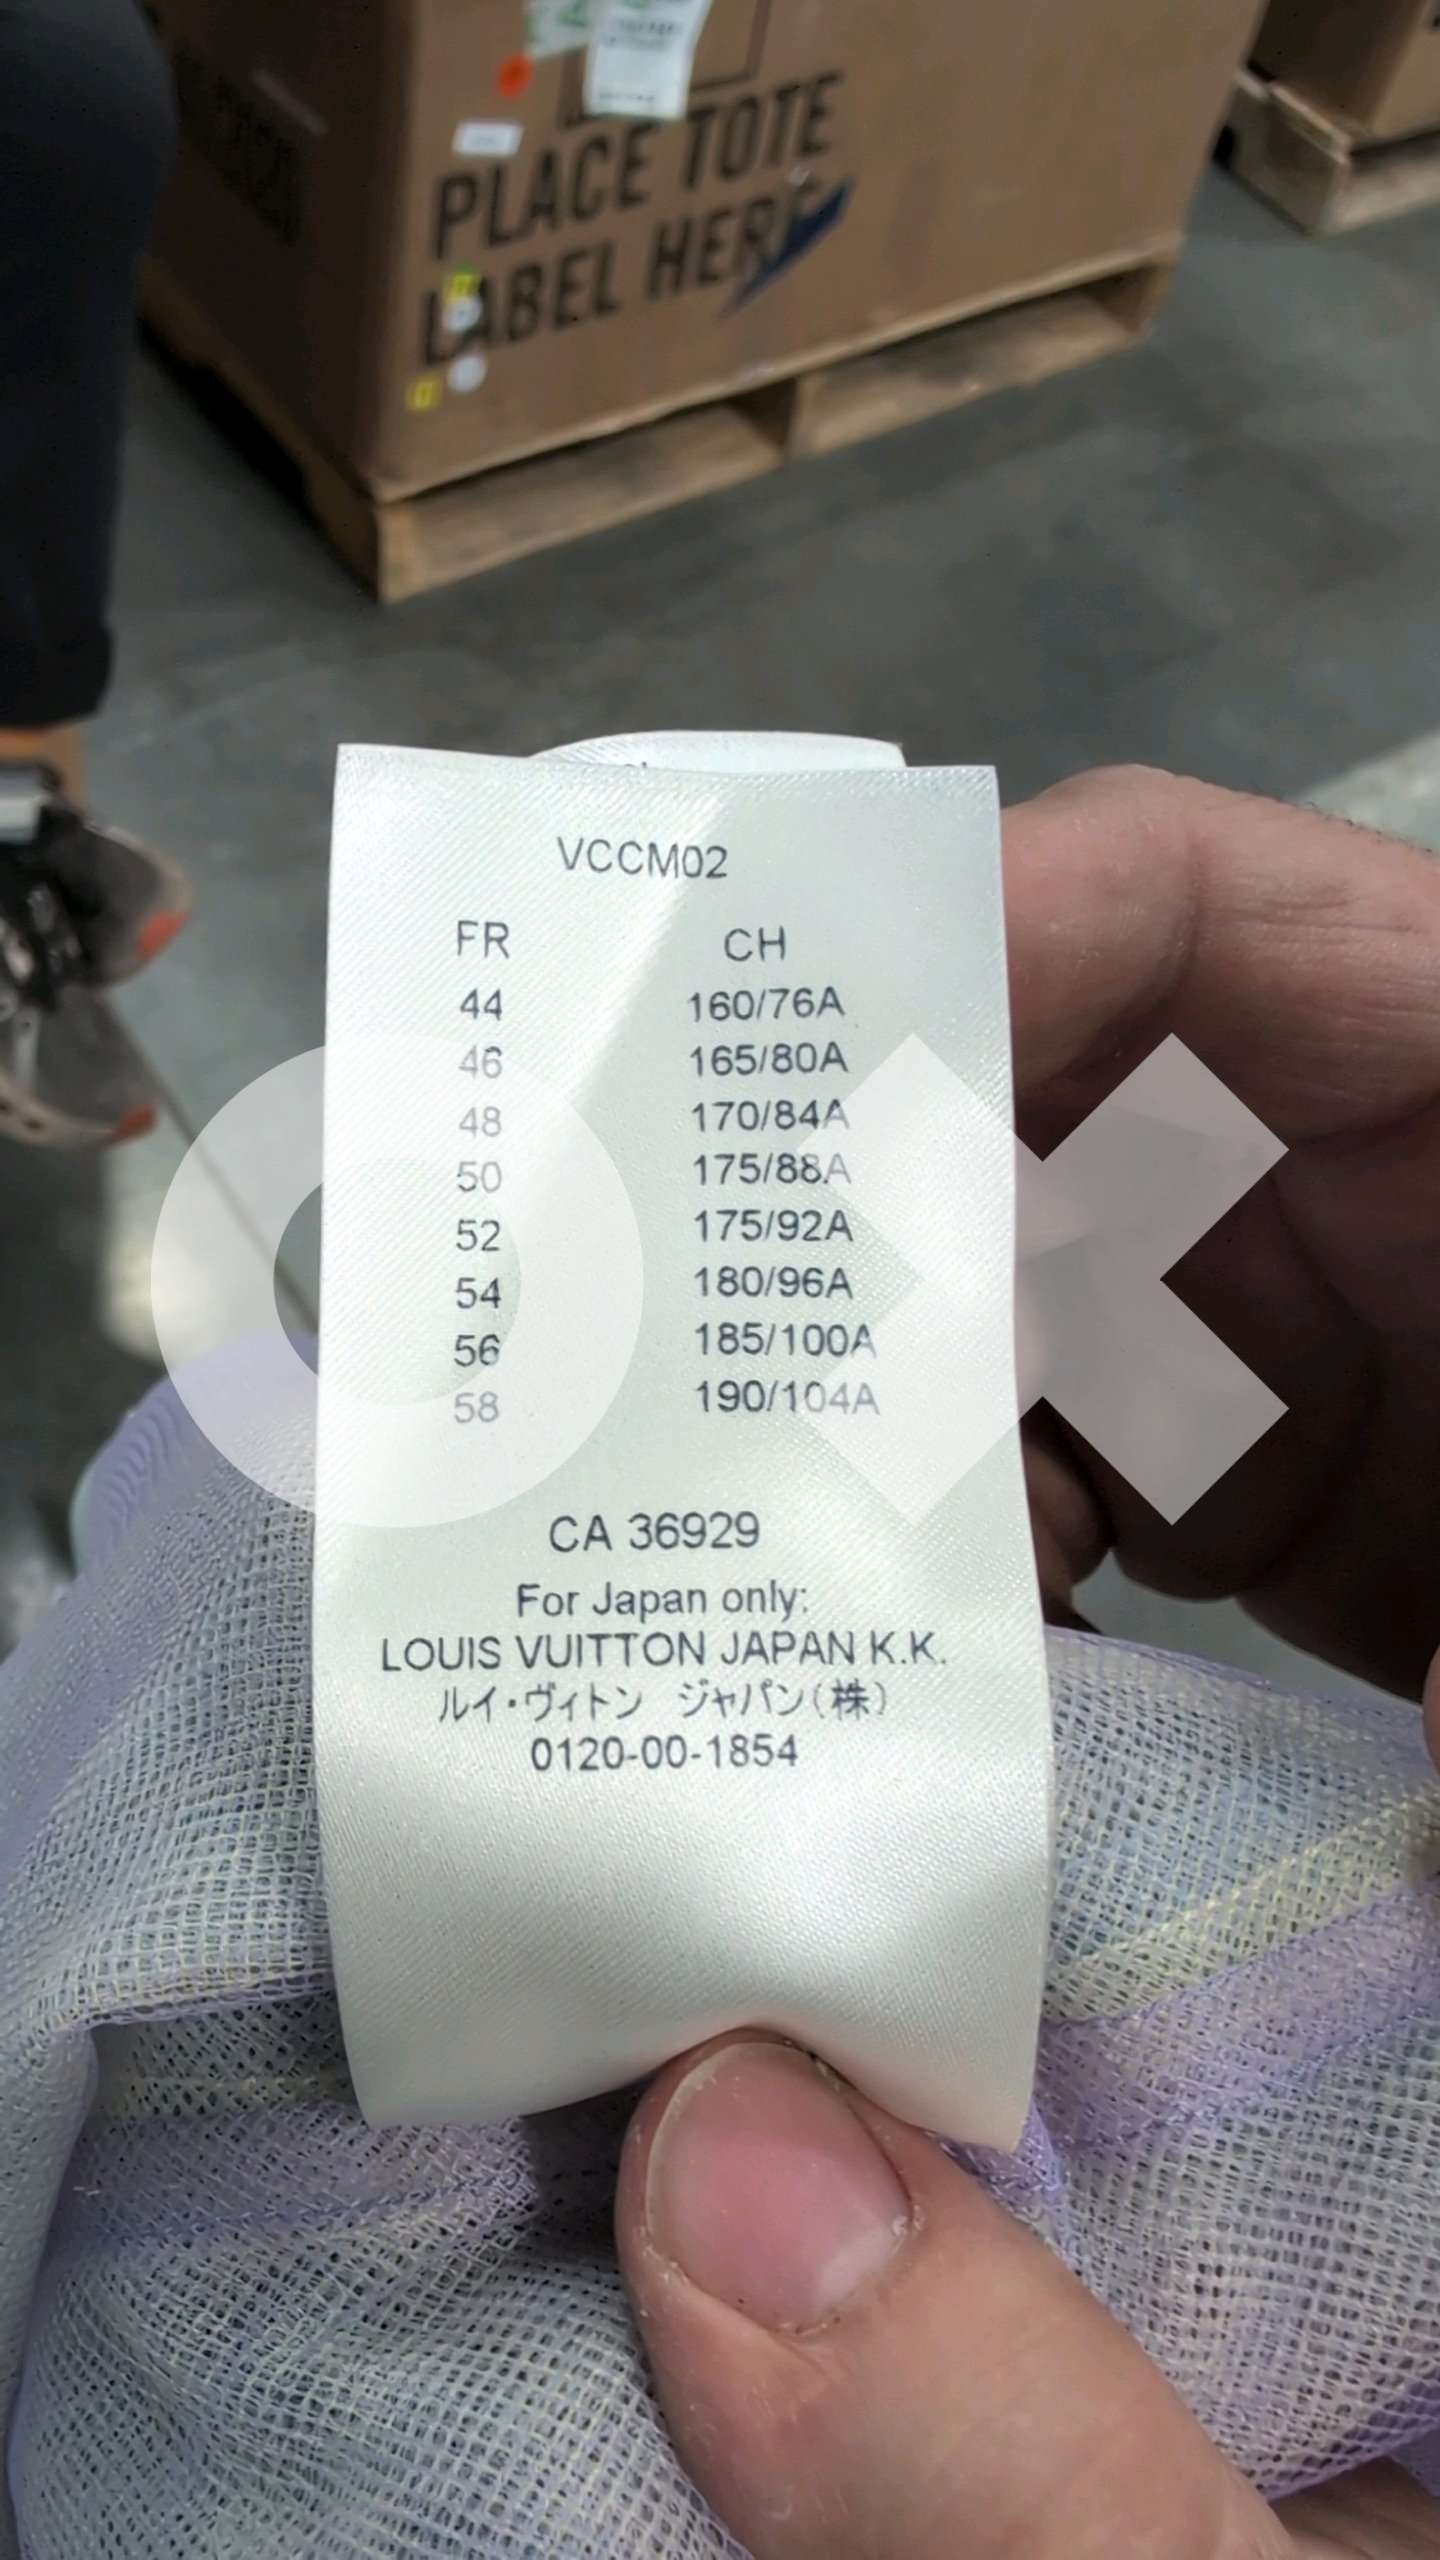 PLACE TOTE
LABEL HERE
VCCM02
FR CH
44 160/76A
46 165/80A
48 170/84A
50 175/88A
52 175/92A
54 180/96A
56 185/100A
58 190/104A
CA 36929
For Japan only:
LOUIS VUITTON JAPAN K.K.
ルイ・ヴィトン ジャパン(株)
0120-00-1854